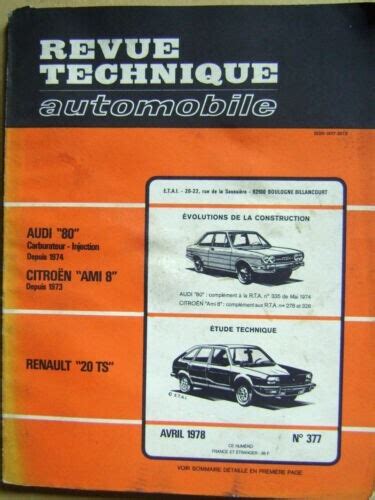 REVUE
TECHNIQUE
automobile
E.T.A.I. - 20-22, rue de la Saussière - 92100 BOULOGNE BILLANCOURT
ÉVOLUTIONS DE LA CONSTRUCTION
AUDI "80"
Carburateur - Injection
Depuis 1974
CITROËN "AMI 8"
Depuis 1973
AUDI "80" : complément à la R.T.A. n° 335 de Mai 1974
CITROËN "Ami 8" : complément aux R.T.A. nos 276 et 326
ÉTUDE TECHNIQUE
RENAULT "20 TS"
© E.T.A.I.
AVRIL 1978
N° 377
CE NUMÉRO
FRANCE ET ÉTRANGER :
VOIR SOMMAIRE DÉTAILLÉ EN PREMIÈRE PAGE